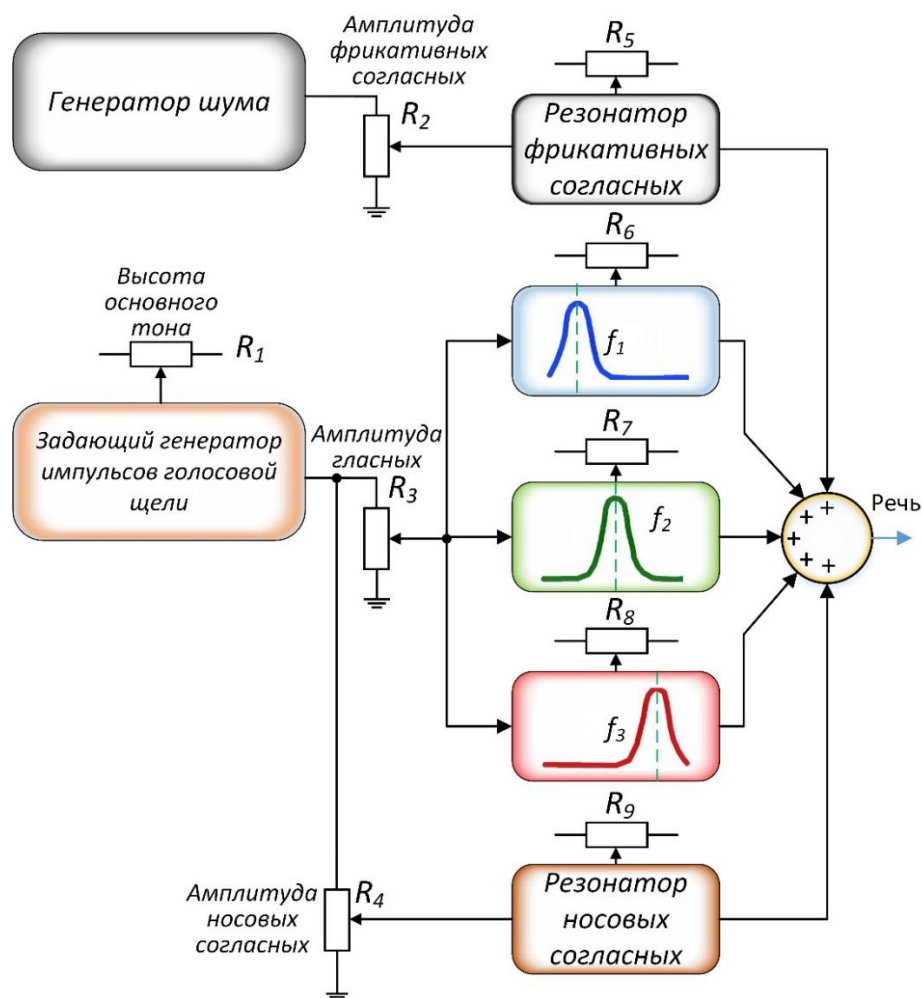 Амплитуда
фрикативных
согласных
R5
Генератор шума
R2
Резонатор
фрикативных
согласных
R6
Высота
основного
тона
R1
f1
Задающий генератор
импульсов голосовой
щели
Амплитуда
гласных
R3
R7
f2
Речь
+
+
+
+
+
R8
f3
R9
Амплитуда
носовых
согласных
R4
Резонатор
носовых
согласных